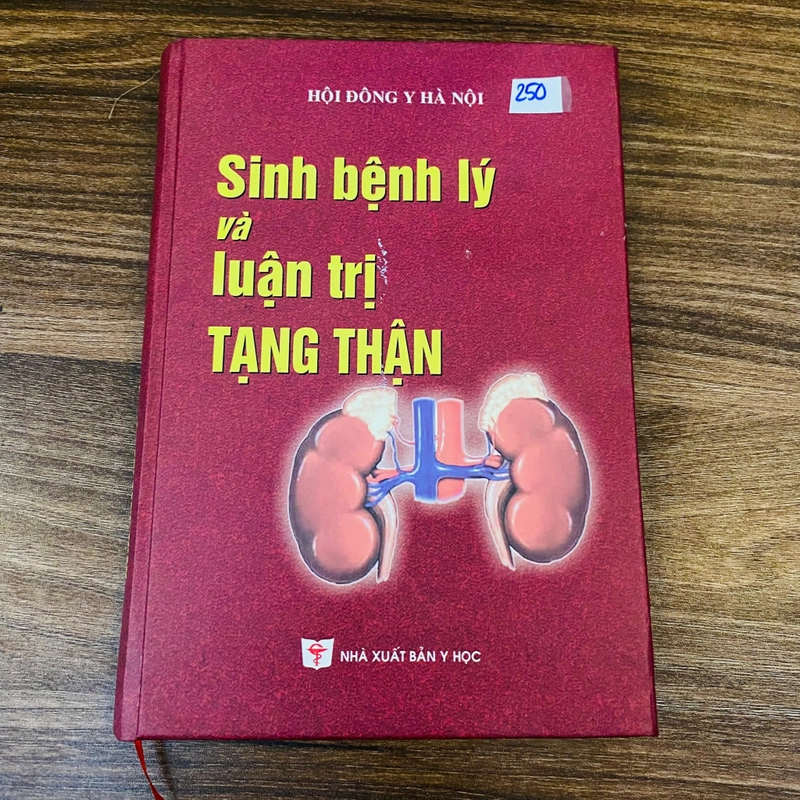 HỘI ĐÔNG Y HÀ NỘI
250
Sinh bệnh lý
và
luận trị
TẠNG THẬN
NHÀ XUẤT BẢN Y HỌC